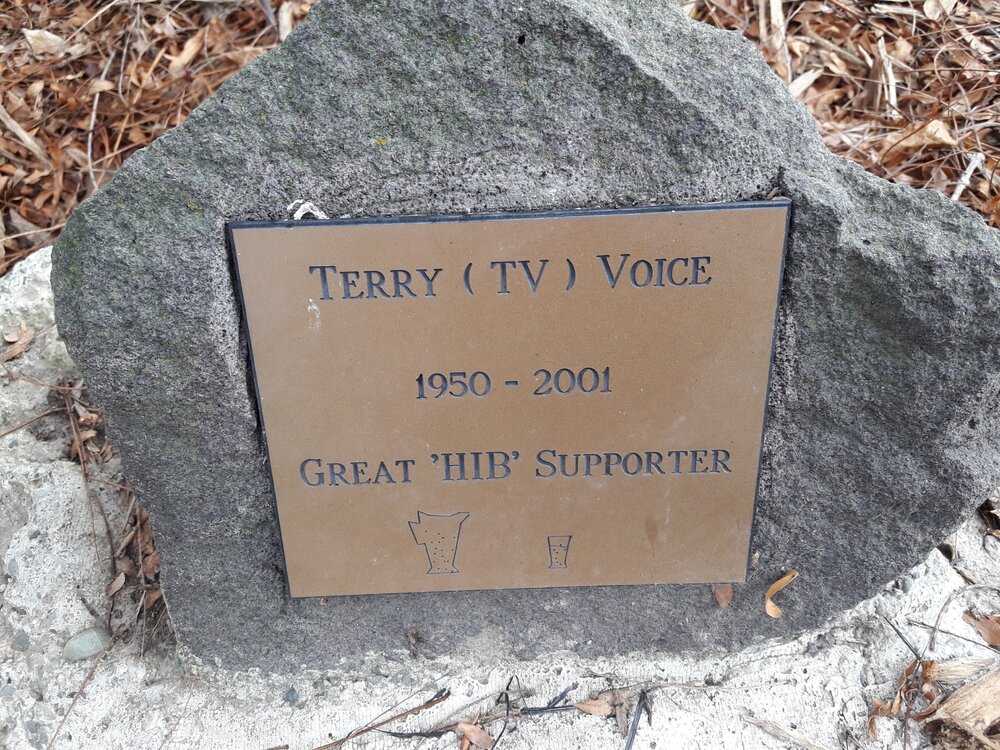 TERRY ( TV ) VOICE
1950 - 2001
GREAT 'HIB' SUPPORTER